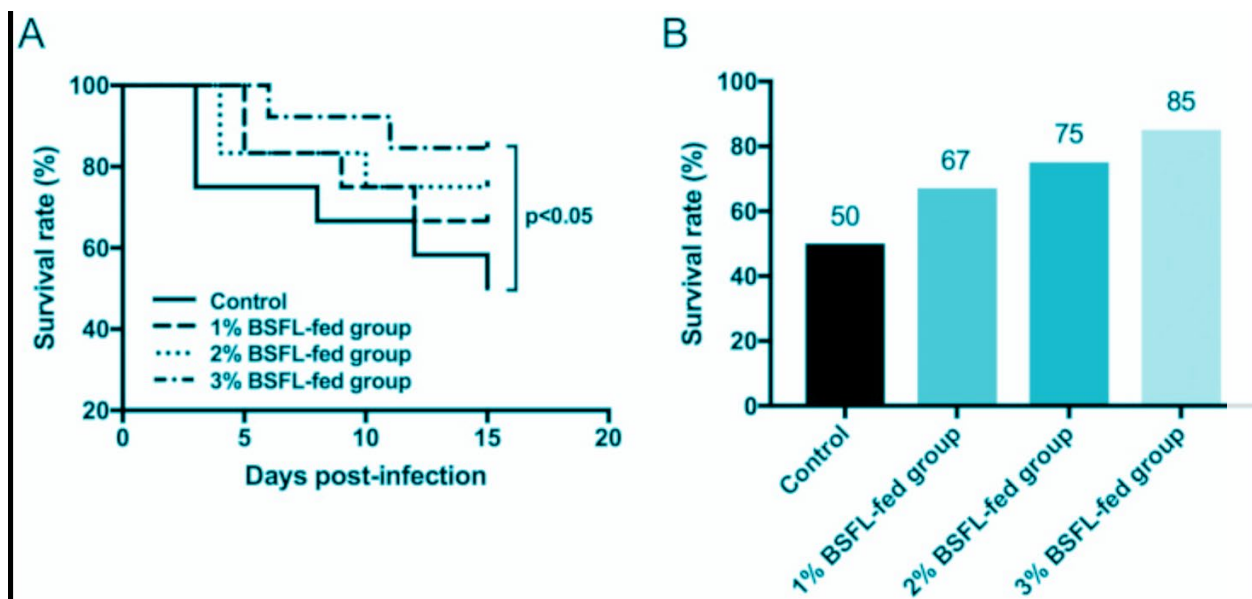 A
100
80
60
40
20
Survival rate (%)
0
5
10
15
20
Days post-infection
Control
1% BSFL-fed group
2% BSFL-fed group
3% BSFL-fed group
p<0.05
B
100
80
60
40
20
0
Survival rate (%)
50
67
75
85
Control
1% BSFL-fed group
2% BSFL-fed group
3% BSFL-fed group